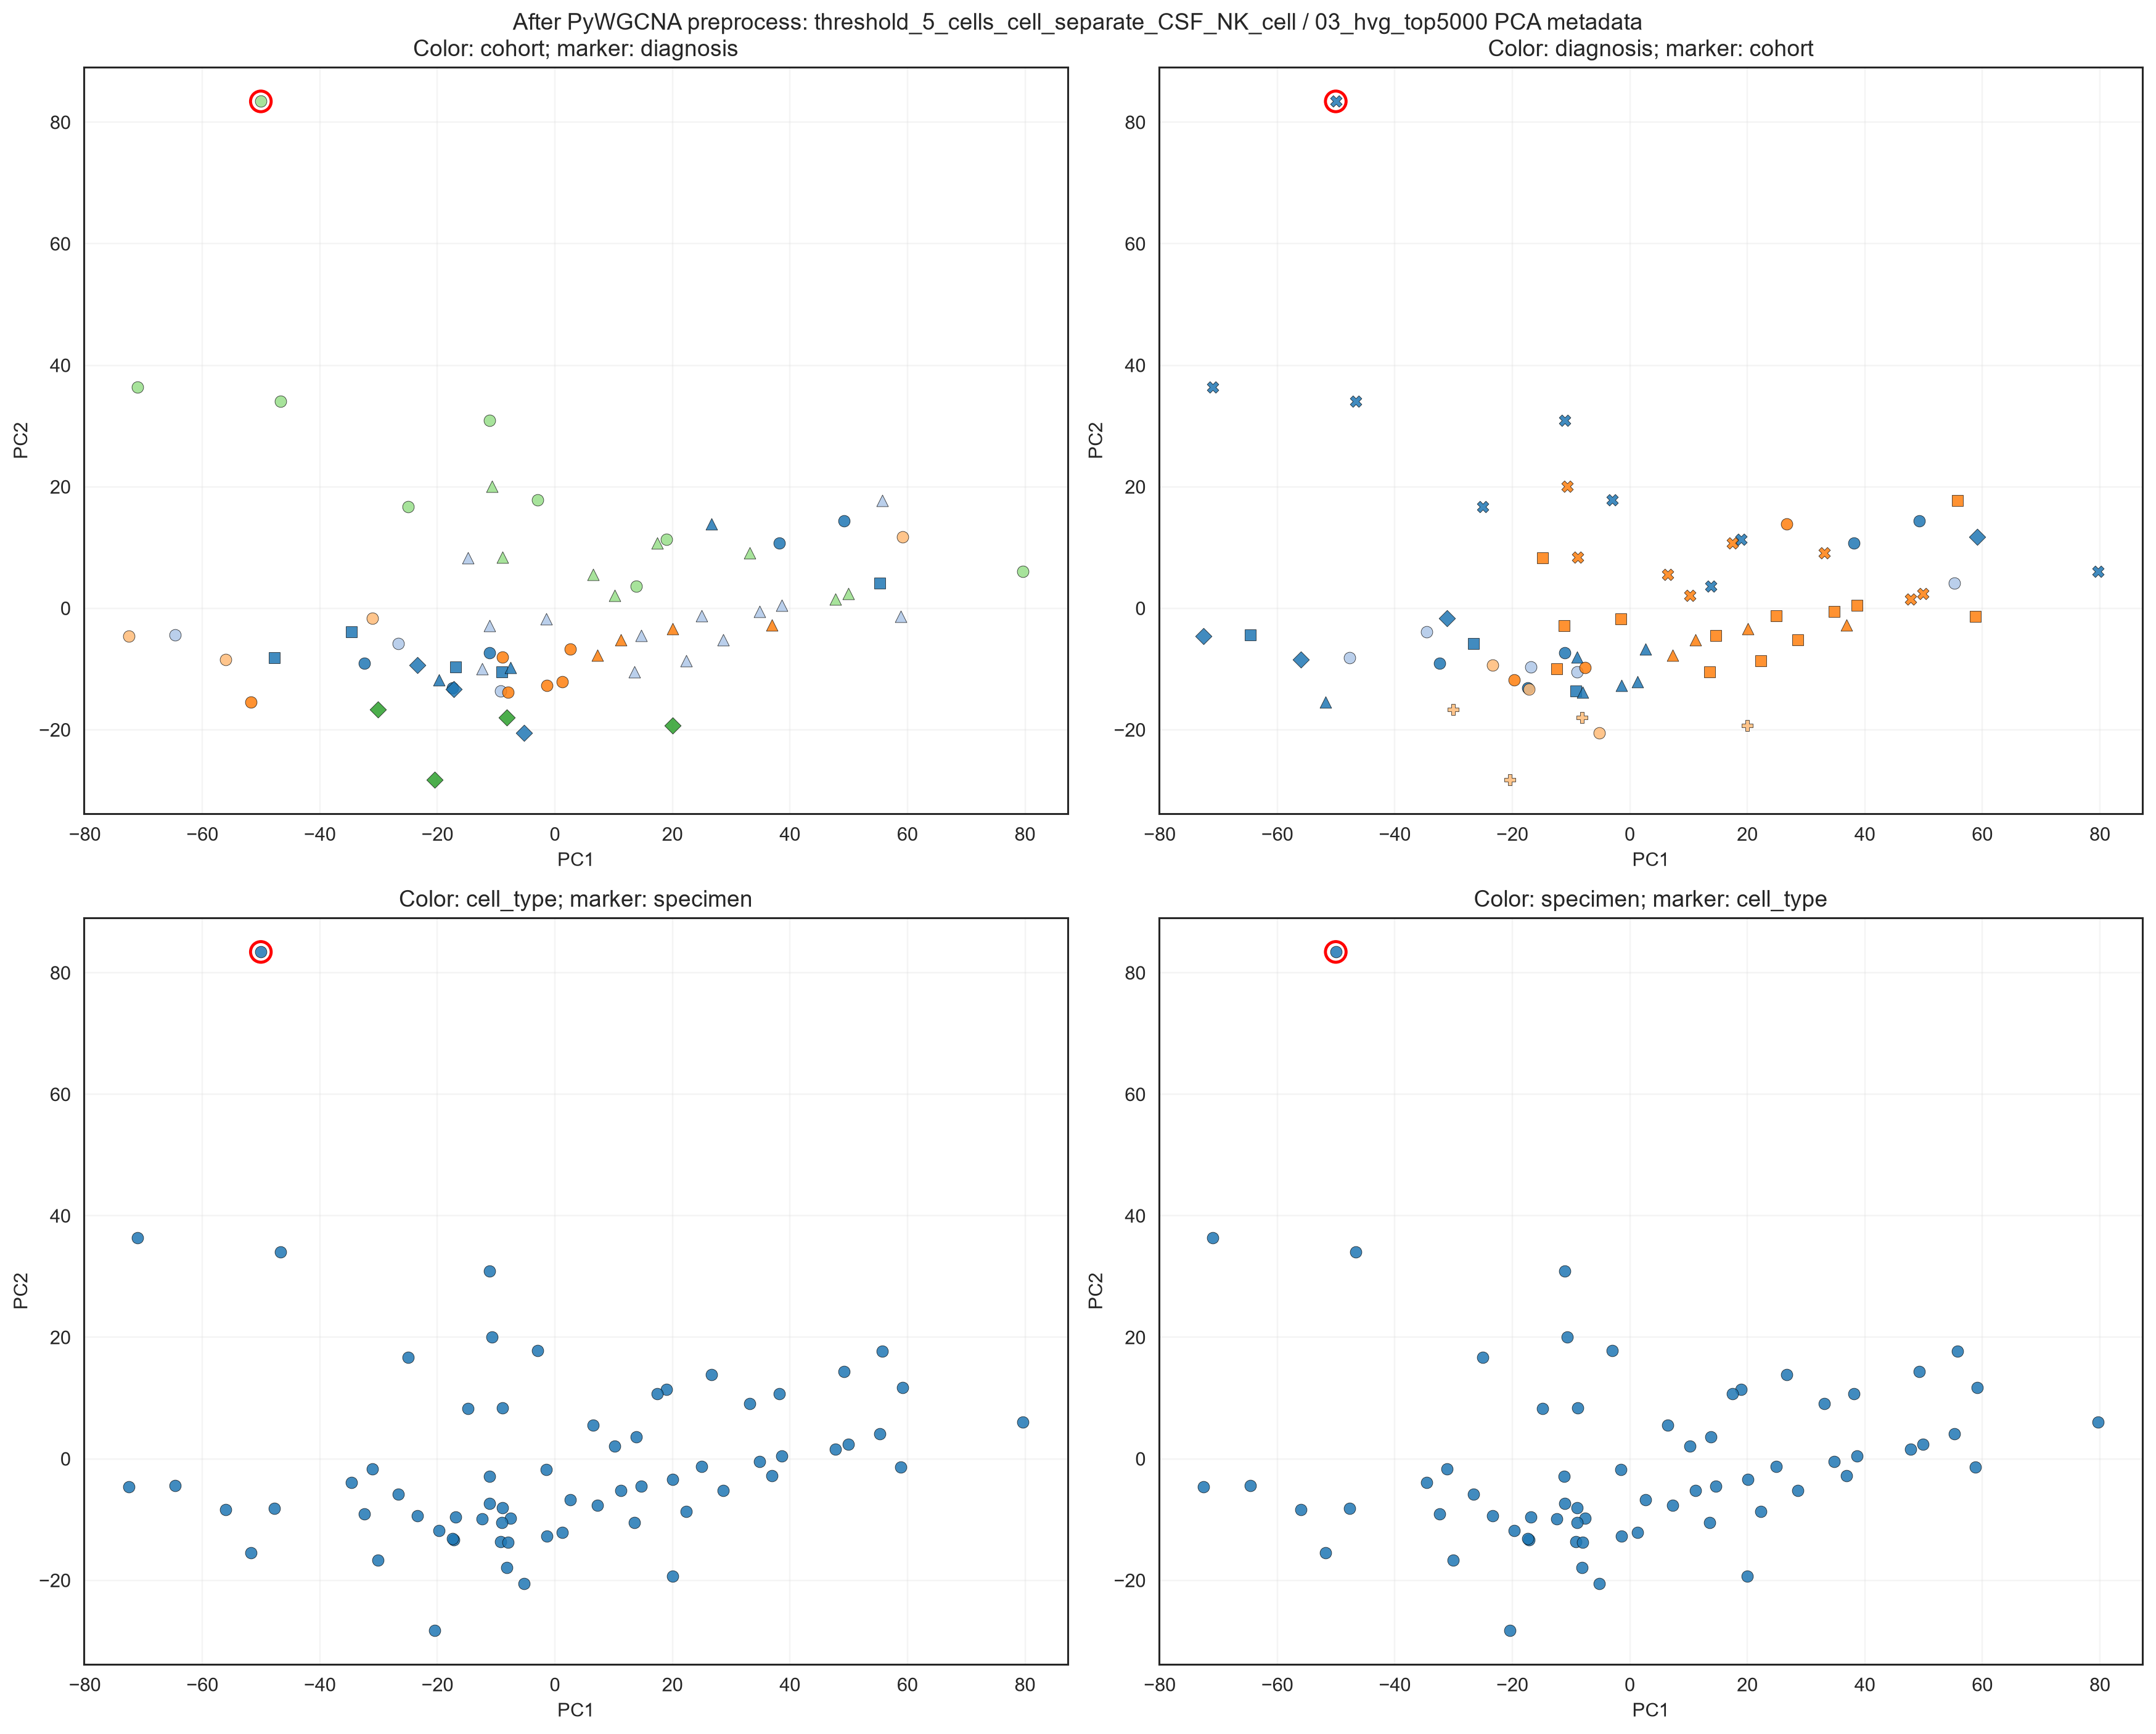 After PyWGCNA preprocess: threshold_5_cells_cell_separate_CSF_NK_cell / 03_hvg_top5000 PCA metadata
Color: cohort; marker: diagnosis
80
60
40
20
0
−20
PC2
−80 −60 −40 −20 0 20 40 60 80
PC1
Color: diagnosis; marker: cohort
80
60
40
20
0
−20
PC2
−80 −60 −40 −20 0 20 40 60 80
PC1
Color: cell_type; marker: specimen
80
60
40
20
0
−20
PC2
−80 −60 −40 −20 0 20 40 60 80
PC1
Color: specimen; marker: cell_type
80
60
40
20
0
−20
PC2
−80 −60 −40 −20 0 20 40 60 80
PC1